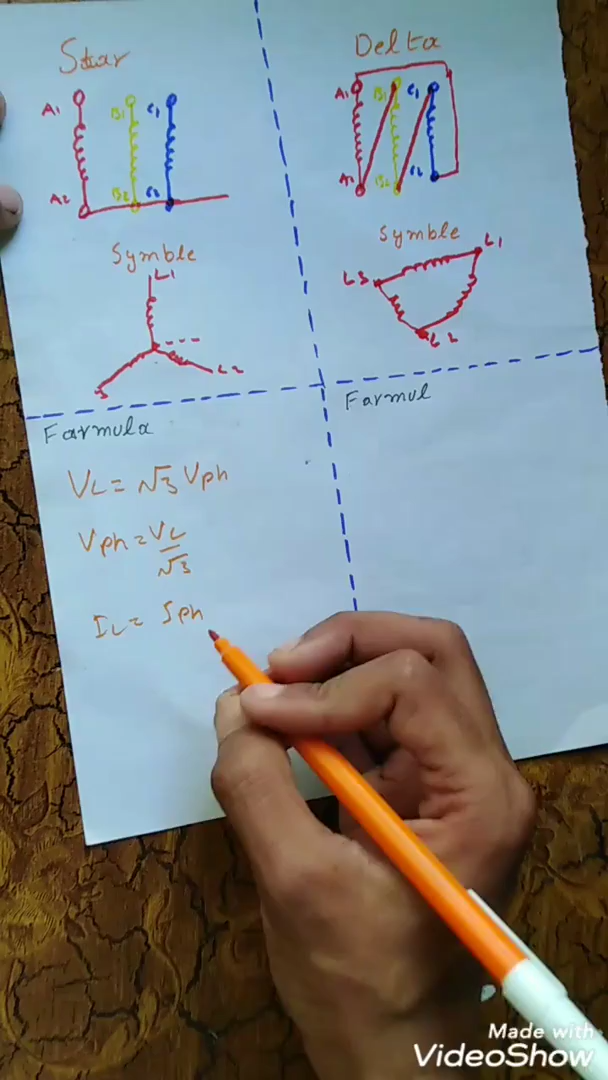 Star
A1 B1 C1
A2 B2 C2
Symble
L1
L2
Delta
A1 B1 C1
A2 B2 C2
Symble
L1
L3
L2
Farmula
VL = √3 Vph
Vph = VL/√3
IL = Iph
Farmul
Made with
VideoShow